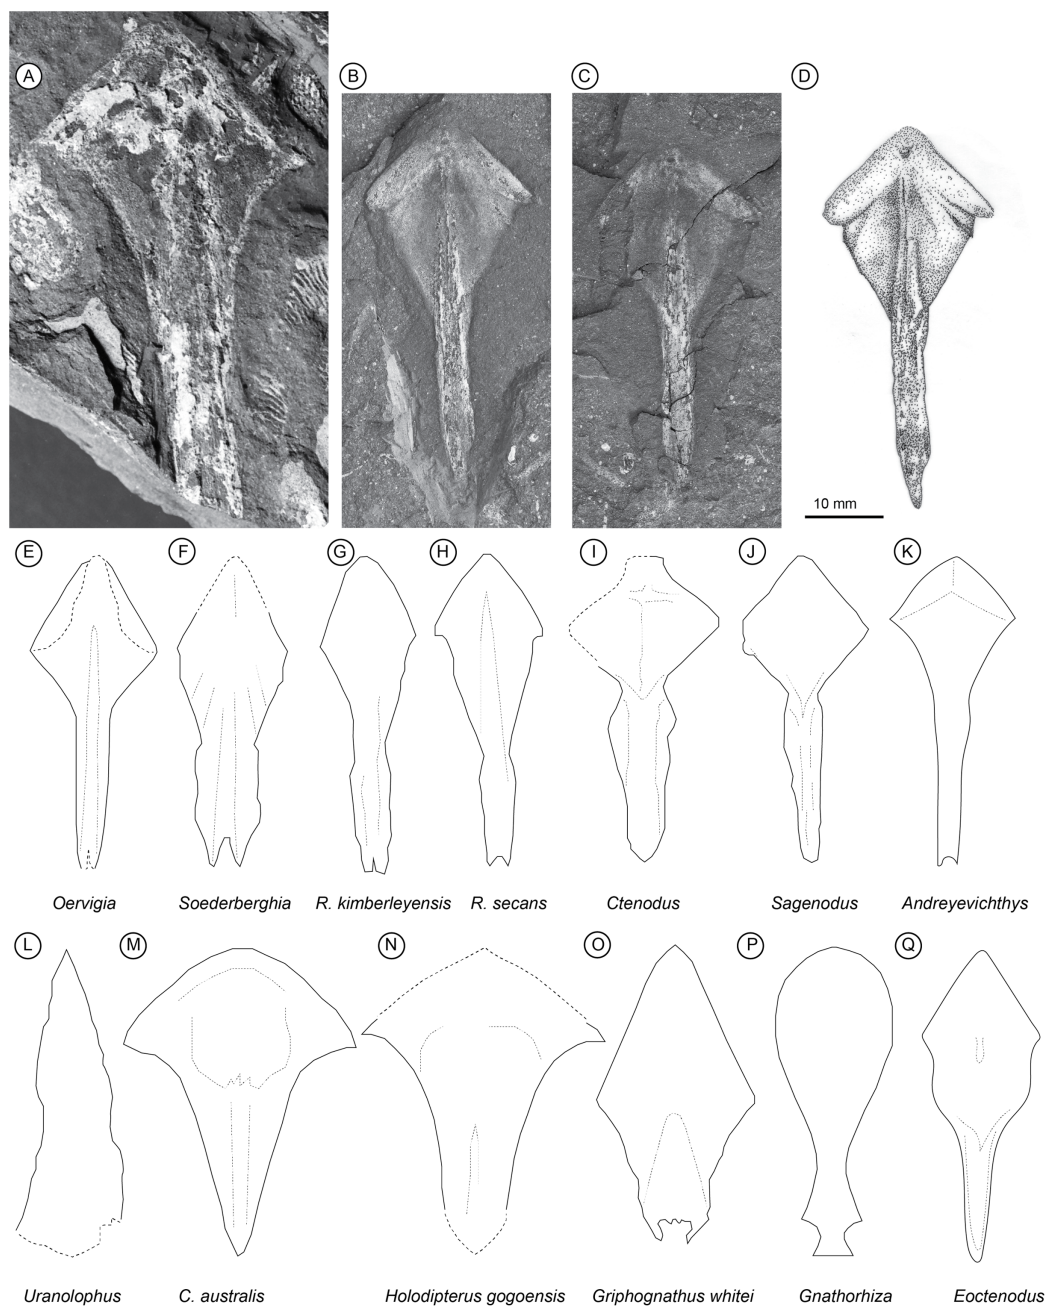 A
B
C
D
10 mm
E
F
G
H
I
J
K
Oervigia
Soederberghia
R. kimberleyensis
R. secans
Ctenodus
Sagenodus
Andreyevichthys
L
M
N
O
P
Q
Uranolophus
C. australis
Holodipterus gogoensis
Griphognathus whitei
Gnathorhiza
Eoctenodus